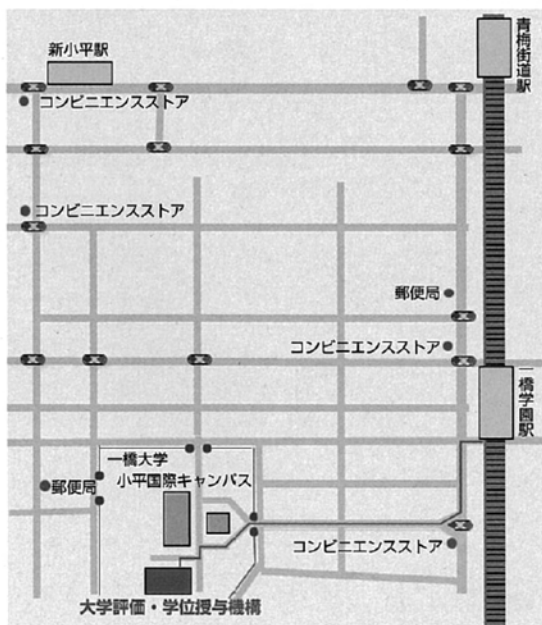 青梅街道駅
新小平駅
コンビニエンスストア
コンビニエンスストア
郵便局
コンビニエンスストア
一橋学園駅
一橋大学
小平国際キャンパス
郵便局
コンビニエンスストア
大学評価・学位授与機構